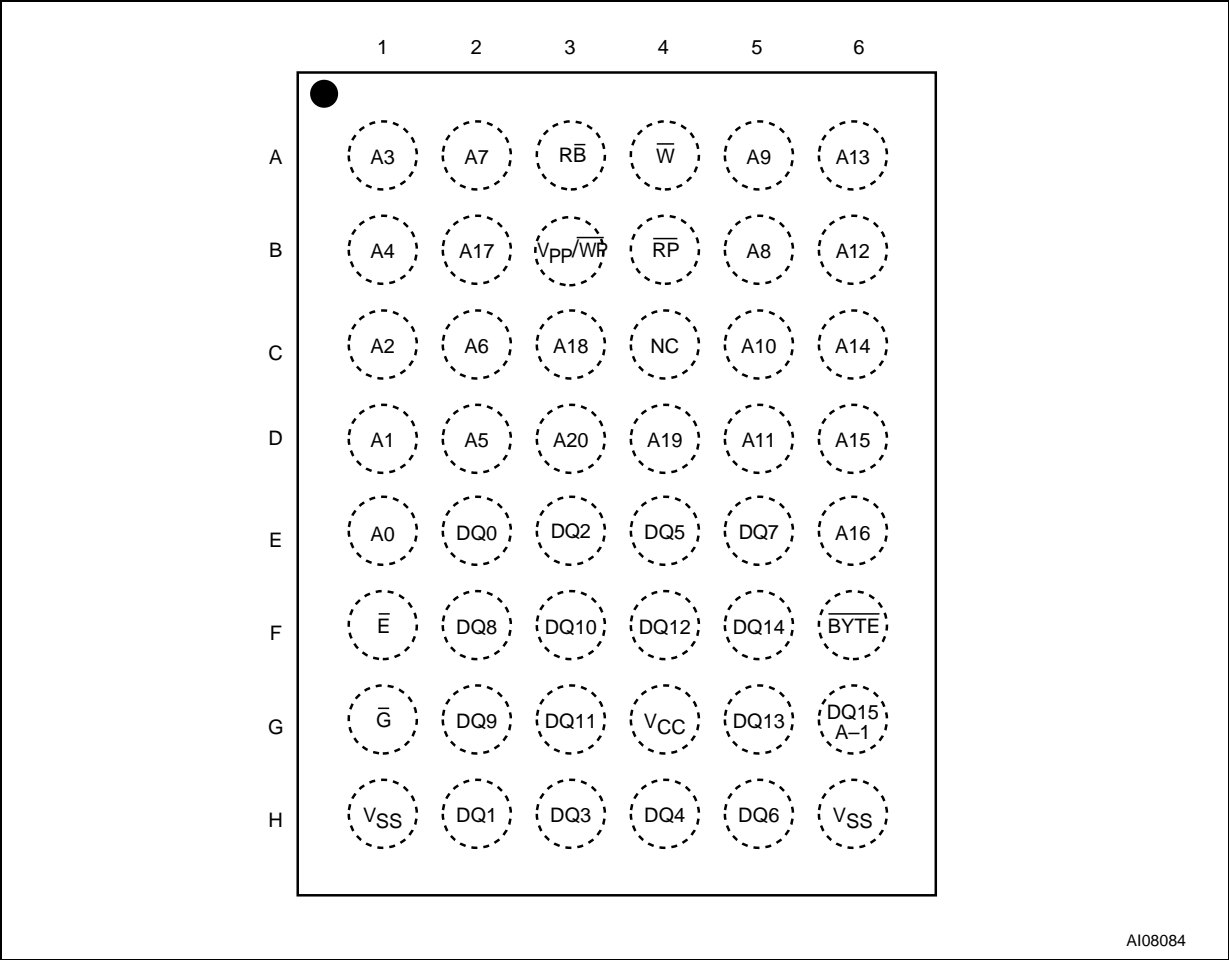 1 2 3 4 5 6
A A3 A7 RB̅ W̅ A9 A13
B A4 A17 VPP/W̅P̅ R̅P̅ A8 A12
C A2 A6 A18 NC A10 A14
D A1 A5 A20 A19 A11 A15
E A0 DQ0 DQ2 DQ5 DQ7 A16
F E̅ DQ8 DQ10 DQ12 DQ14 B̅Y̅T̅E̅
G G̅ DQ9 DQ11 VCC DQ13 DQ15 A–1
H VSS DQ1 DQ3 DQ4 DQ6 VSS
AI08084